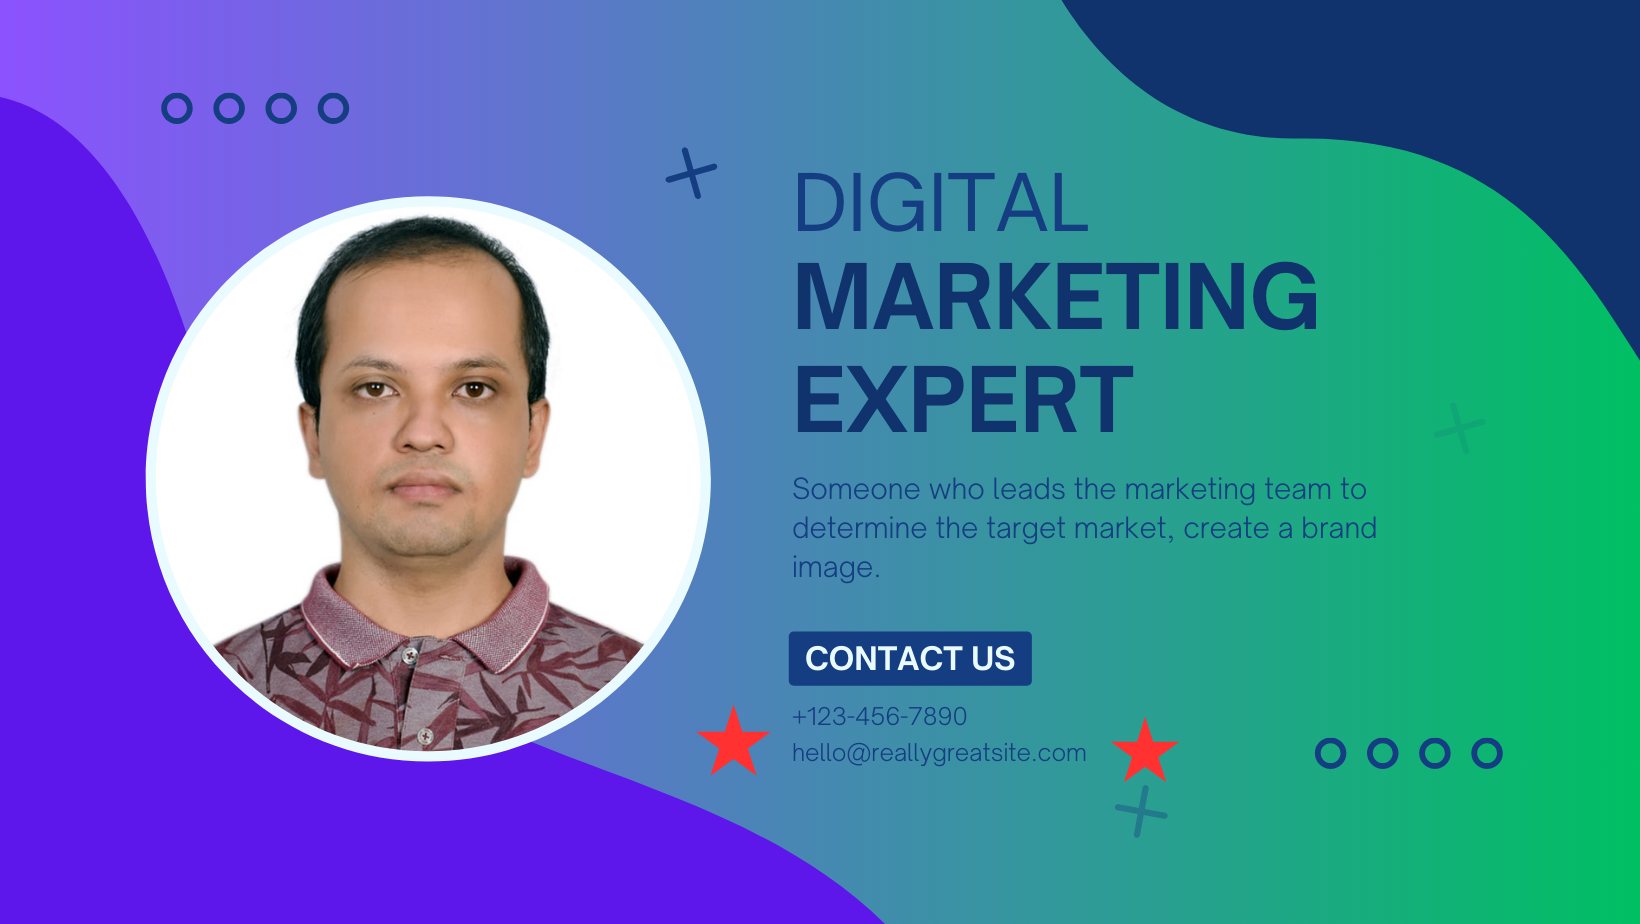 DIGITAL
MARKETING
EXPERT
Someone who leads the marketing team to
determine the target market, create a brand
image.
CONTACT US
+123-456-7890
hello@reallygreatsite.com